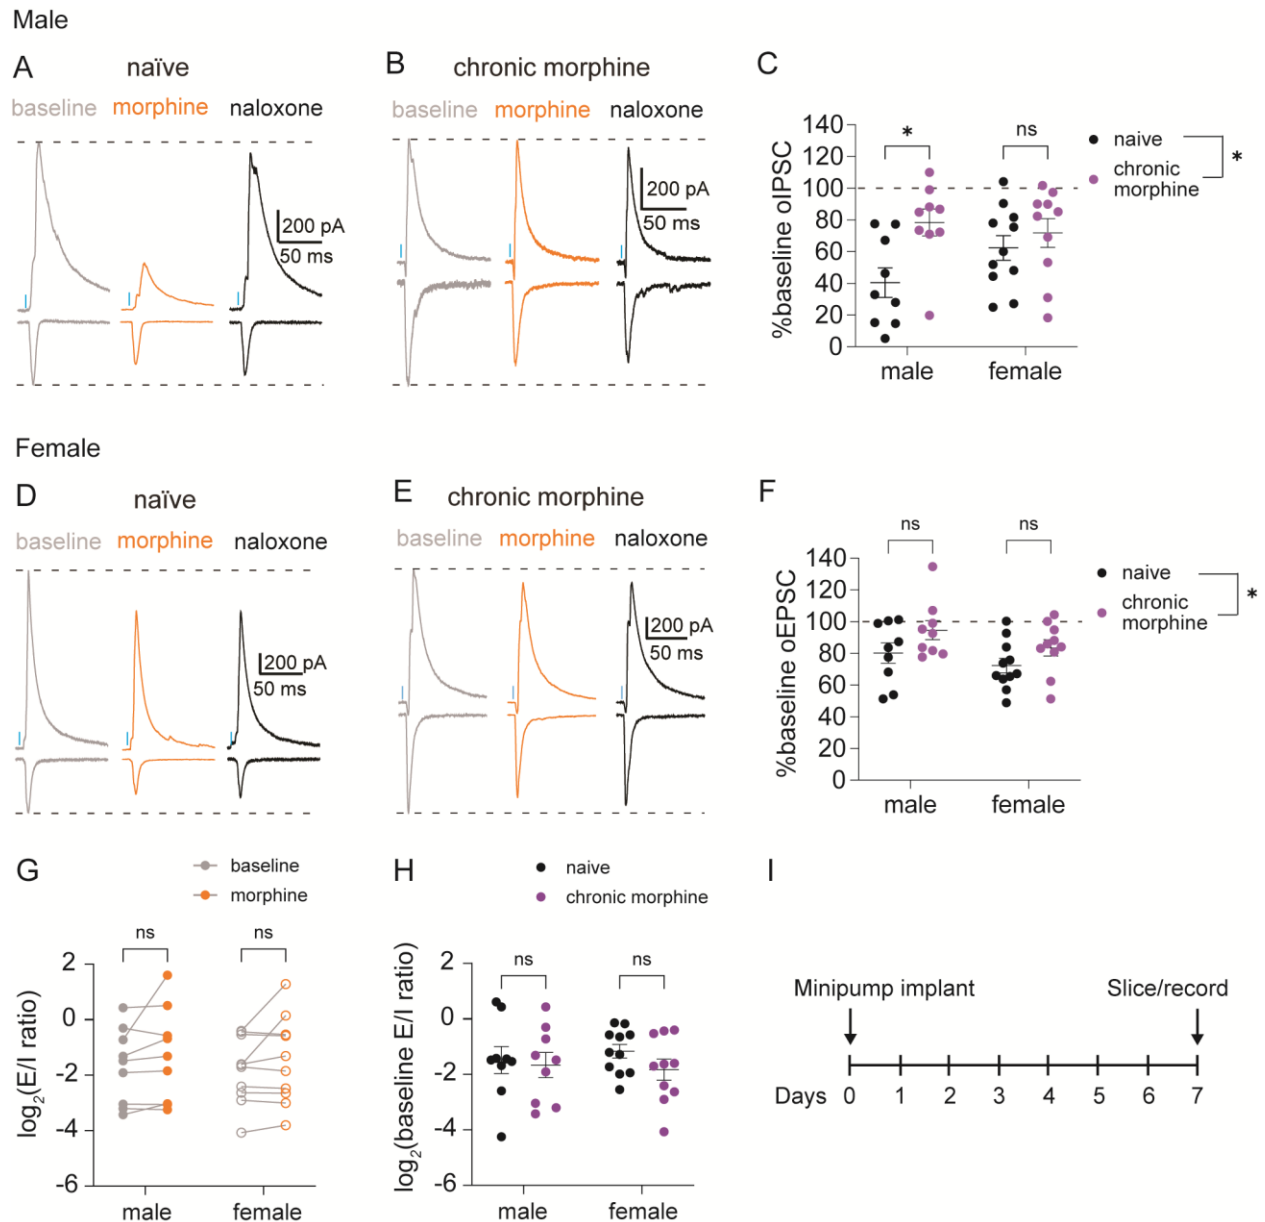 Male
A
naïve
baseline morphine naloxone
200 pA
50 ms
B
chronic morphine
baseline morphine naloxone
200 pA
50 ms
C
%baseline oIPSC
140
120
100
80
60
40
20
0
* ns
male female
naive
chronic
morphine
*
Female
D
naïve
baseline morphine naloxone
200 pA
50 ms
E
chronic morphine
baseline morphine naloxone
200 pA
50 ms
F
%baseline oEPSC
140
120
100
80
60
40
20
0
ns ns
male female
naive
chronic
morphine
*
G
baseline
morphine
log2(E/I ratio)
2
0
-2
-4
-6
ns ns
male female
H
naive
chronic morphine
log2(baseline E/I ratio)
2
0
-2
-4
-6
ns ns
male female
I
Minipump implant Slice/record
Days 0 1 2 3 4 5 6 7